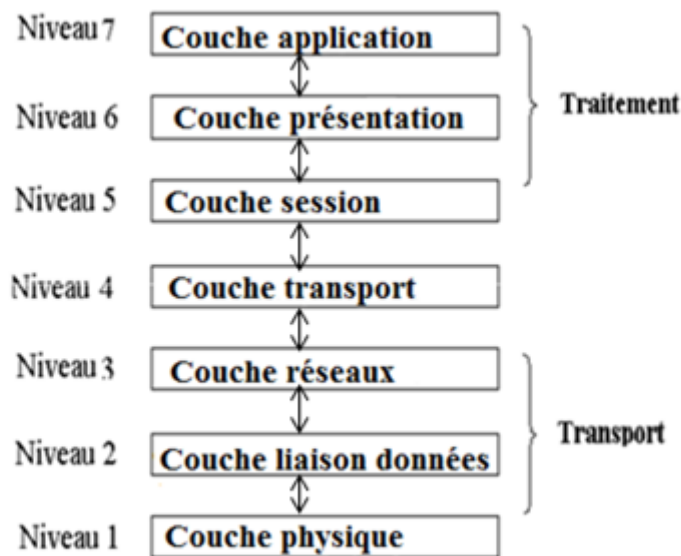 Niveau 7 Couche application
Traitement
Niveau 6 Couche présentation
Niveau 5 Couche session
Niveau 4 Couche transport
Niveau 3 Couche réseaux
Transport
Niveau 2 Couche liaison données
Niveau 1 Couche physique